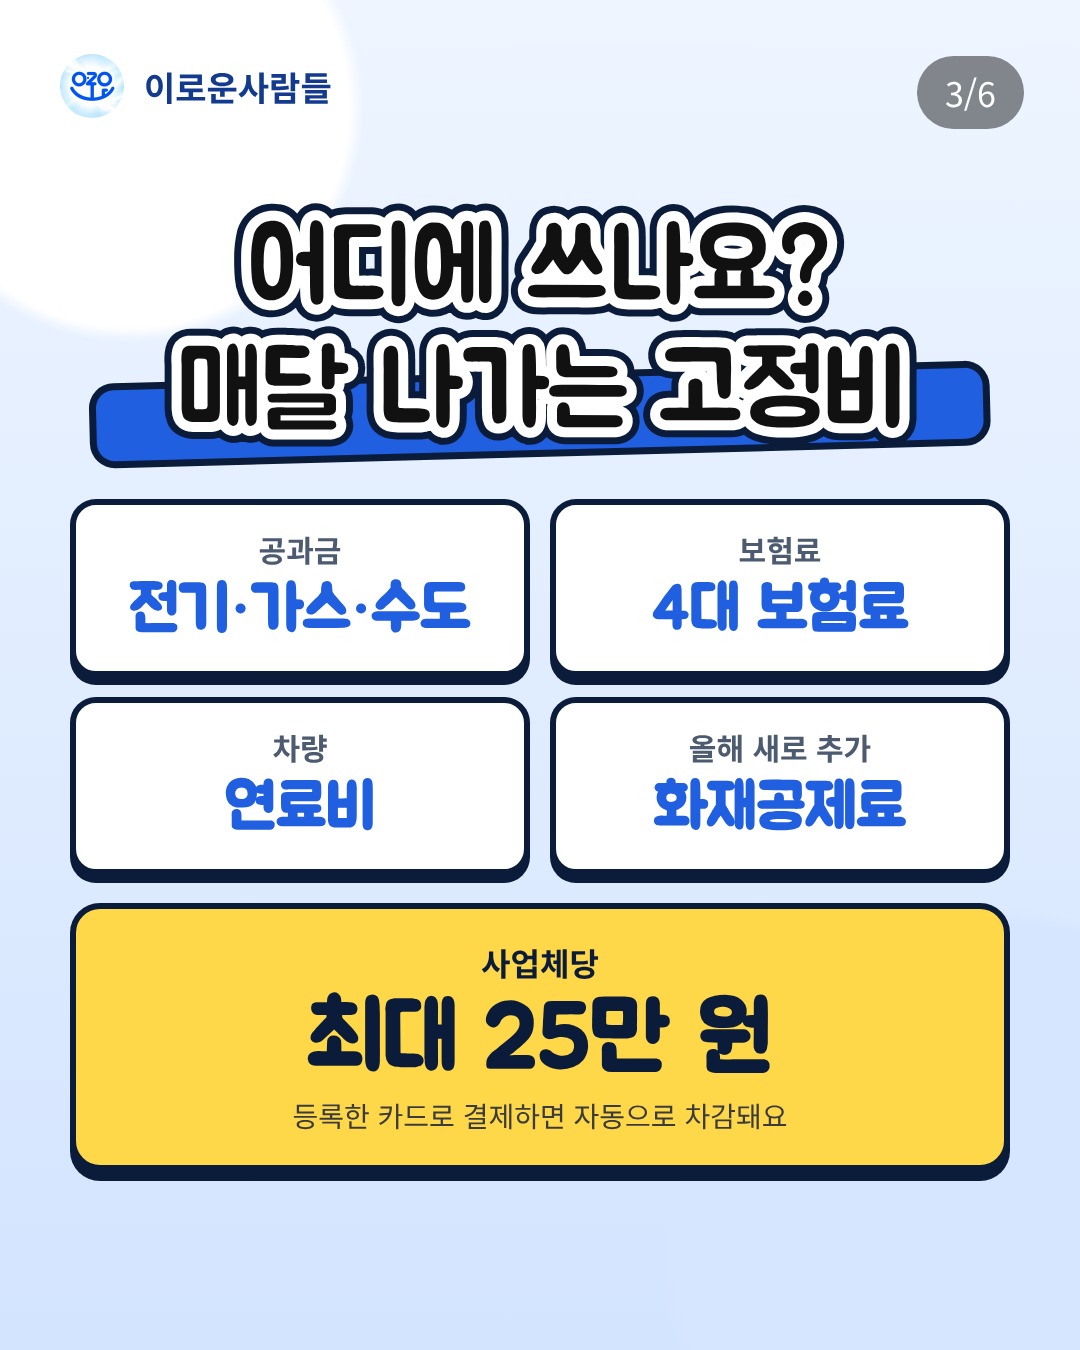 이로운사람들
3/6
어디에 쓰나요?
매달 나가는 고정비
공과금
전기·가스·수도
보험료
4대 보험료
차량
연료비
올해 새로 추가
화재공제료
사업체당
최대 25만 원
등록한 카드로 결제하면 자동으로 차감돼요